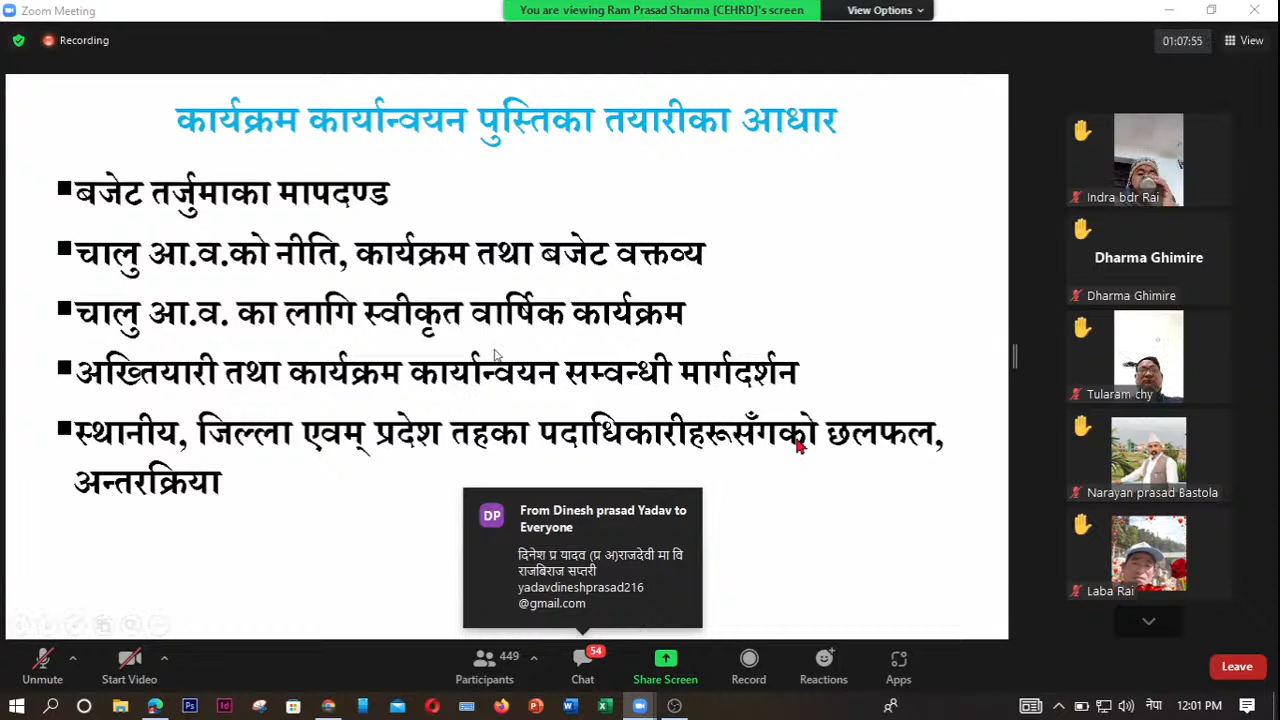 Zoom Meeting
You are viewing Ram Prasad Sharma [CEHRD]'s screen
View Options
Recording
01:07:55
View
कार्यक्रम कार्यान्वयन पुस्तिका तयारीका आधार
बजेट तर्जुमाका मापदण्ड
चालु आ.व.को नीति, कार्यक्रम तथा बजेट वक्तव्य
चालु आ.व. का लागि स्वीकृत वार्षिक कार्यक्रम
अख्तियारी तथा कार्यक्रम कार्यान्वयन सम्वन्धी मार्गदर्शन
स्थानीय, जिल्ला एवम् प्रदेश तहका पदाधिकारीहरूसँगको छलफल,
अन्तरक्रिया
Indra bdr Rai
Dharma Ghimire
Dharma Ghimire
Tularam chy
Narayan prasad Bastola
Laba Rai
DP
From Dinesh prasad Yadav to
Everyone
दिनेश प्र यादव (प्र अ)राजदेवी मा वि
राजबिराज सप्तरी
yadavdineshprasad216
@gmail.com
Unmute
Start Video
449
Participants
54
Chat
Share Screen
Record
Reactions
Apps
Leave
Ps
Id
नेपा
12:01 PM